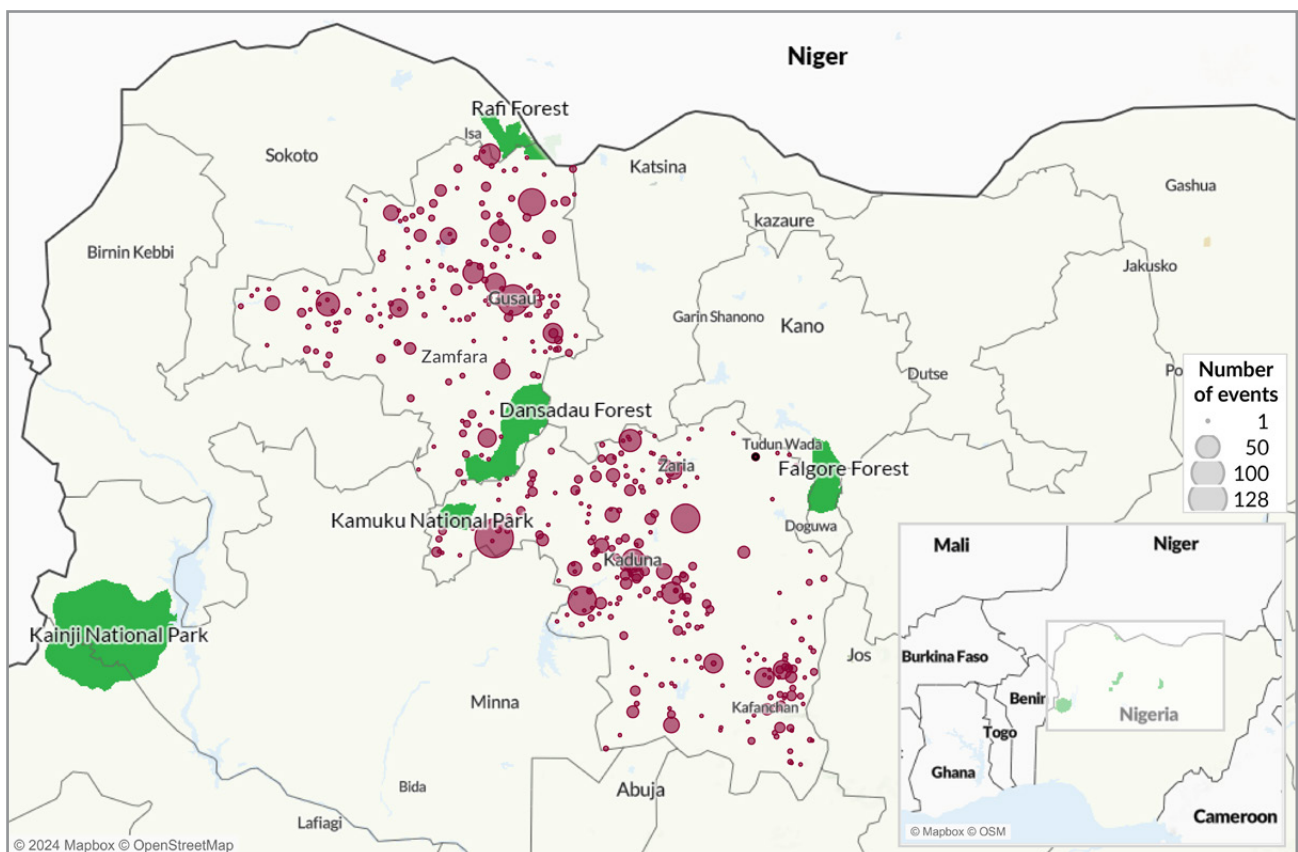 Niger
Rafi Forest
Isa
Sokoto
Katsina
Gashua
kazaure
Birnin Kebbi
Jakusko
Gusau
Garin Shanono
Kano
Zamfara
Dutse
Po
Number
of events
1
50
100
128
Dansadau Forest
Tudun Wada
Zaria
Falgore Forest
Kamuku National Park
Doguwa
Kaduna
Kainji National Park
Jos
Minna
Kafanchan
Bida
Abuja
Lafiagi
Mali
Niger
Burkina Faso
Benin
Nigeria
Togo
Ghana
Cameroon
© Mapbox © OSM
© 2024 Mapbox © OpenStreetMap